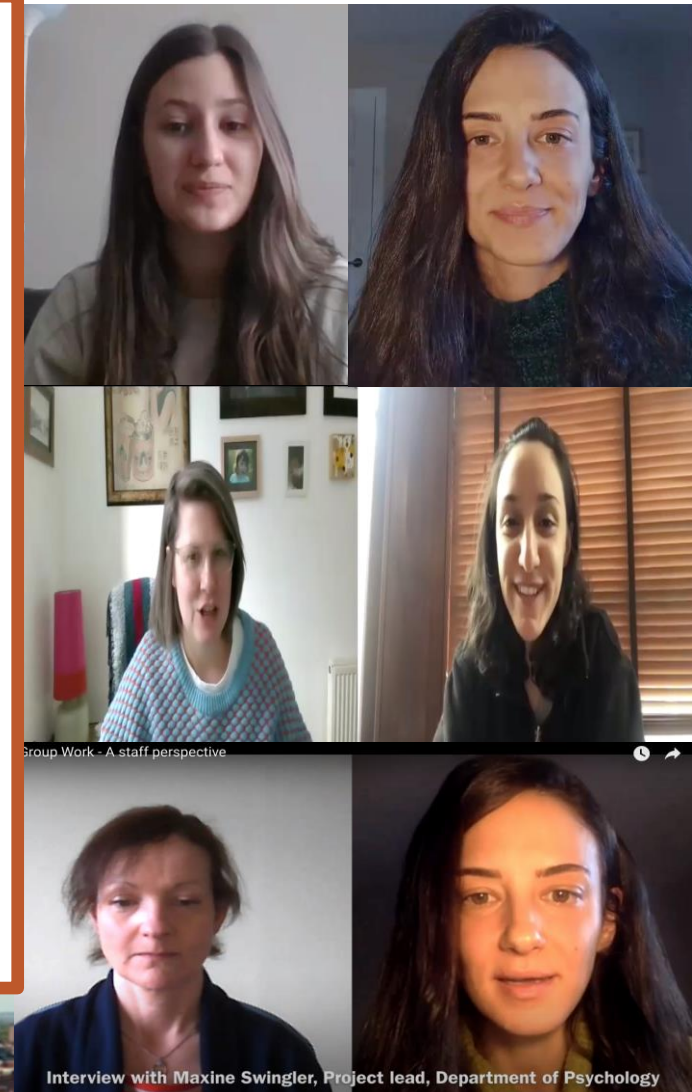 Group Work - A staff perspective
Interview with Maxine Swingler, Project lead, Department of Psychology